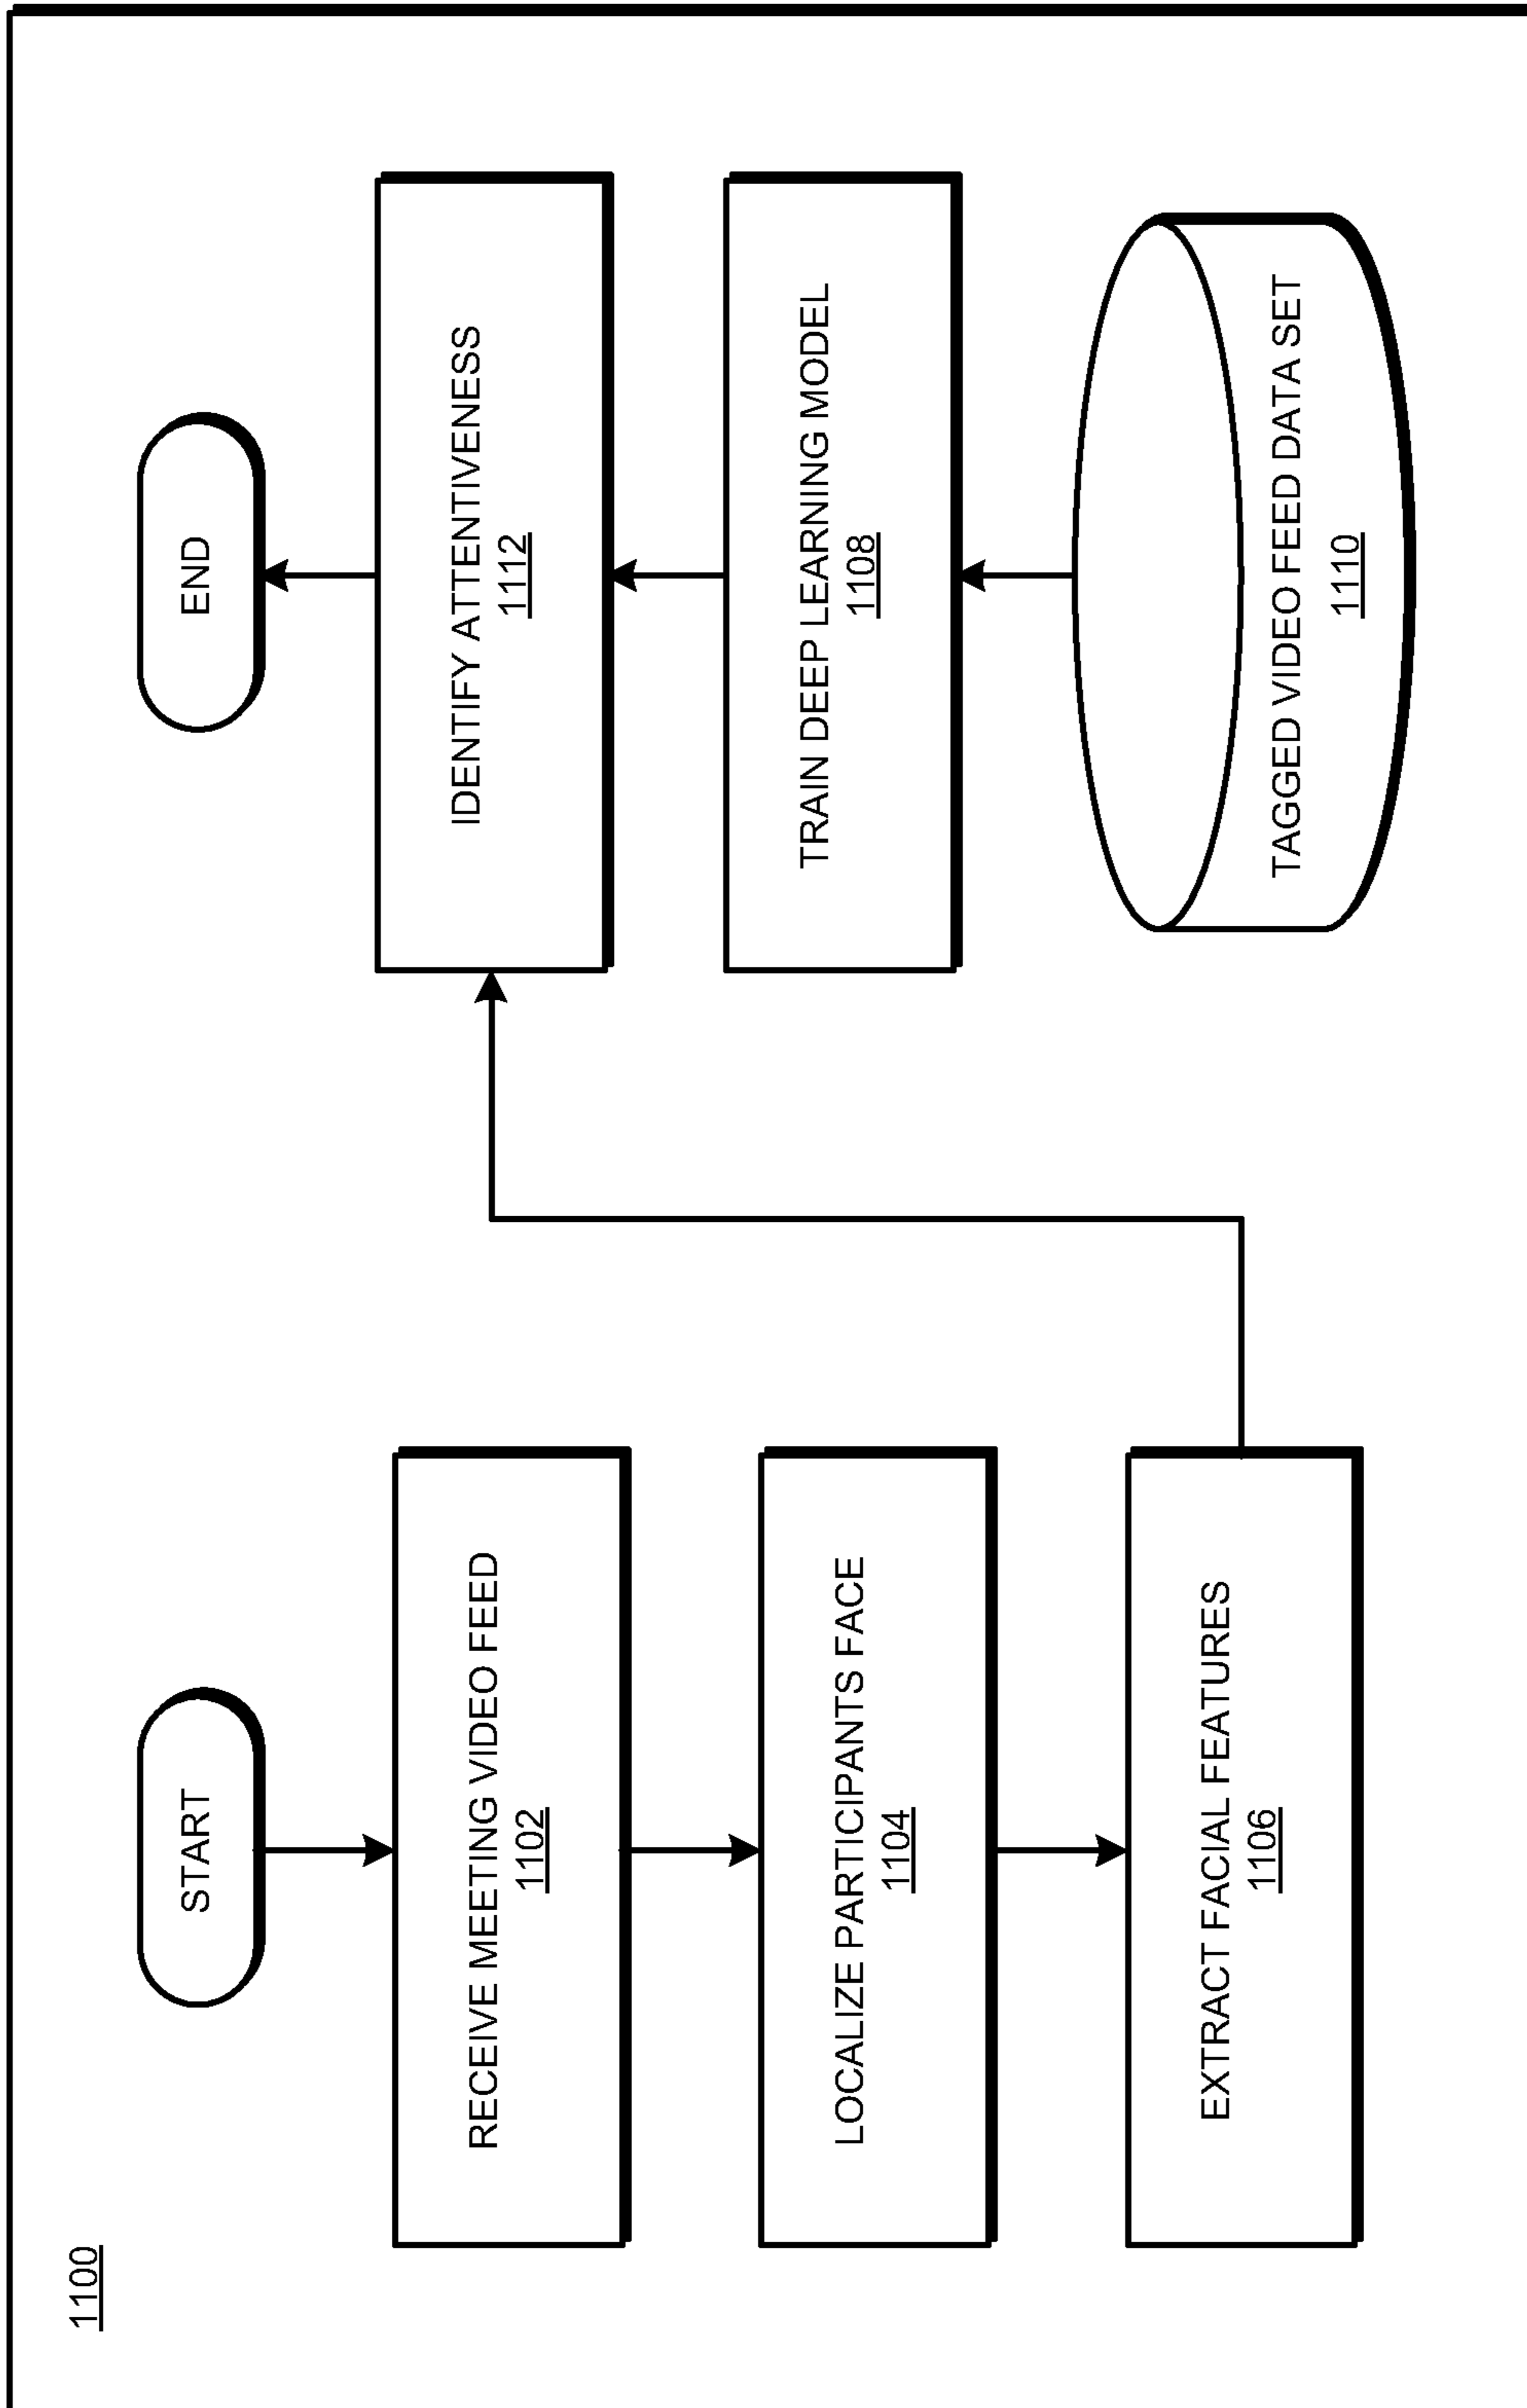 1100
START
RECEIVE MEETING VIDEO FEED
1102
LOCALIZE PARTICIPANTS FACE
1104
EXTRACT FACIAL FEATURES
1106
END
IDENTIFY ATTENTIVENESS
1112
TRAIN DEEP LEARNING MODEL
1108
TAGGED VIDEO FEED DATA SET
1110